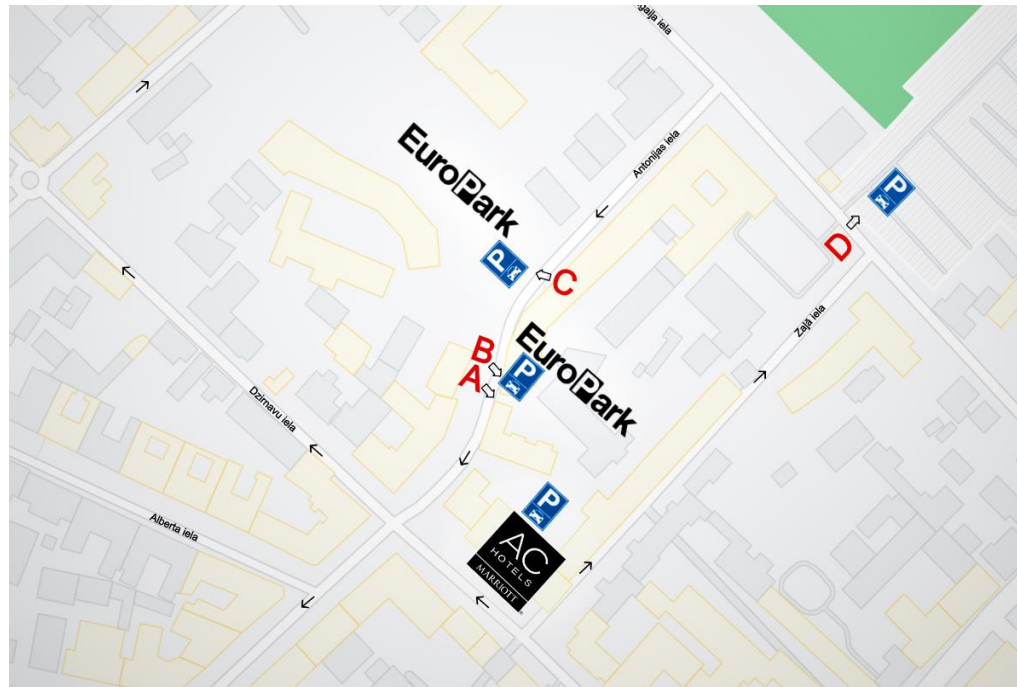 Antonijas iela
P
EuroPark
D
P
C
Zaļā iela
EuroPark
B
P
A
Dzirnavu iela
P
Alberta iela
AC
HOTELS
MARRIOTT